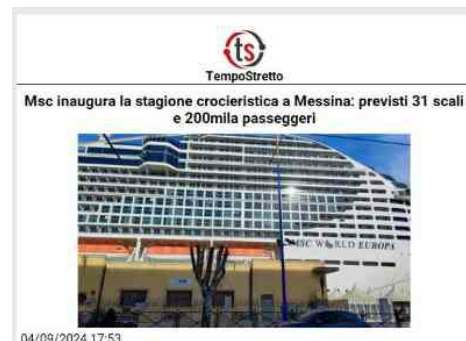 ts
TempoStretto
Msc inaugura la stagione crocieristica a Messina: previsti 31 scali
e 200mila passeggeri
MSC WORLD EUROPA
04/09/2024 17:53